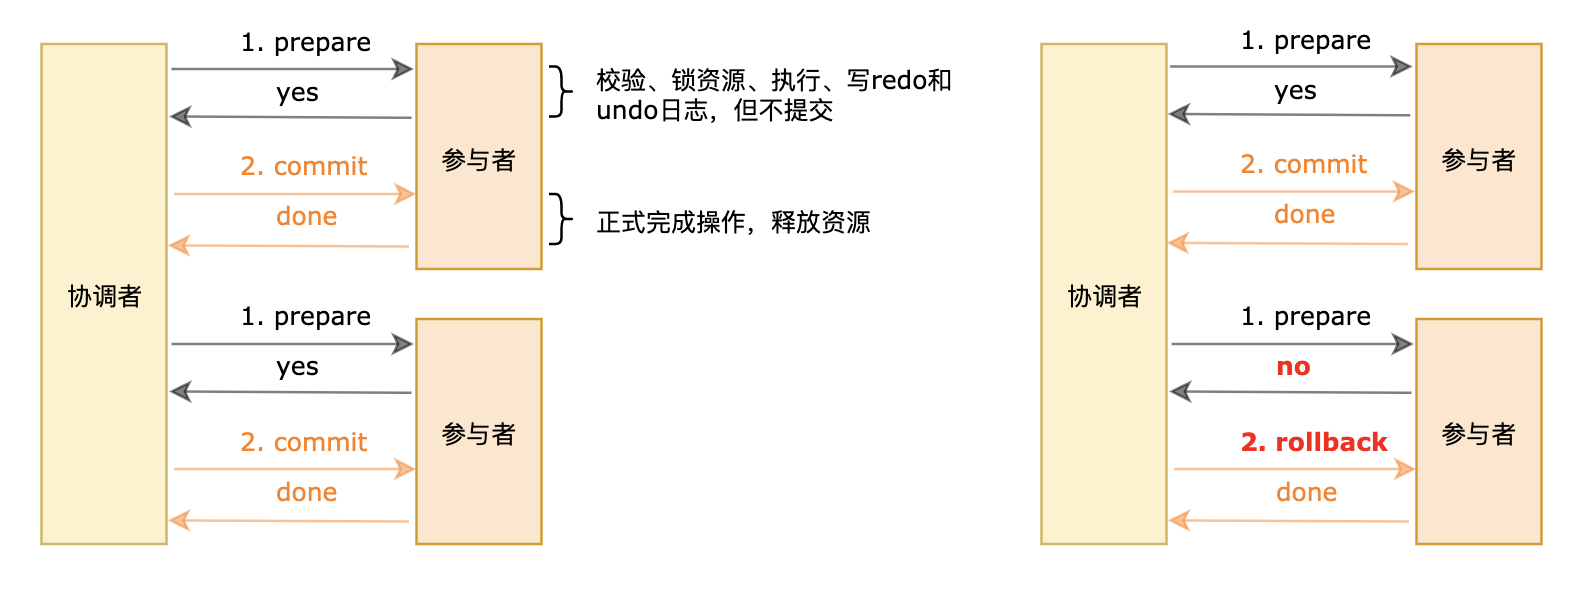 1. prepare
yes
校验、锁资源、执行、写redo和
undo日志，但不提交
2. commit
参与者
done
正式完成操作，释放资源
协调者
1. prepare
yes
2. commit
参与者
done
1. prepare
yes
2. commit
参与者
done
协调者
1. prepare
no
2. rollback
参与者
done